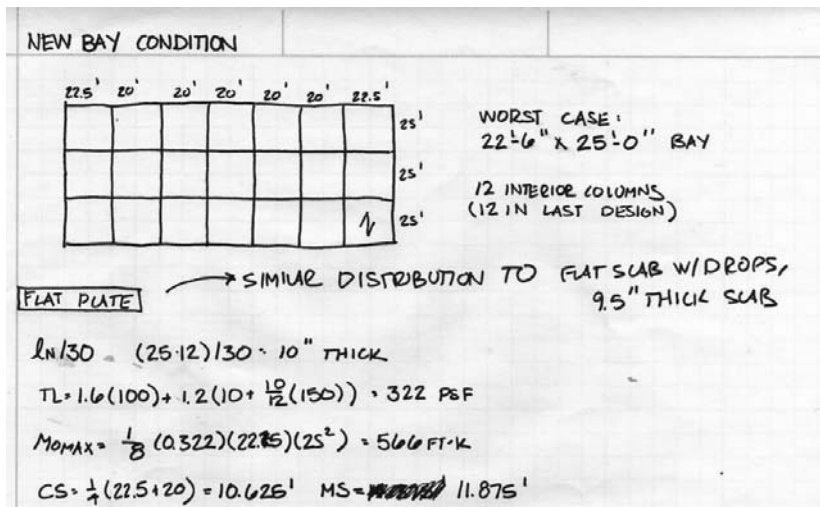 NEW BAY CONDITION
22.5' 20' 20' 20' 20' 20' 22.5'
25'
25'
25'
WORST CASE:
22'-6" X 25'-0" BAY
12 INTERIOR COLUMNS
(12 IN LAST DESIGN)
N
FLAT PLATE → SIMILAR DISTRIBUTION TO FLAT SLAB W/DROPS,
9.5" THICK SLAB
lN/30 = (25·12)/30 = 10" THICK
TL = 1.6(100) + 1.2(10 + 10/12(150)) = 322 PSF
MOMAX = 1/8 (0.322)(22.5)(25²) = 566 FT·K
CS = 1/4(22.5+20) = 10.625' MS = 11.875'